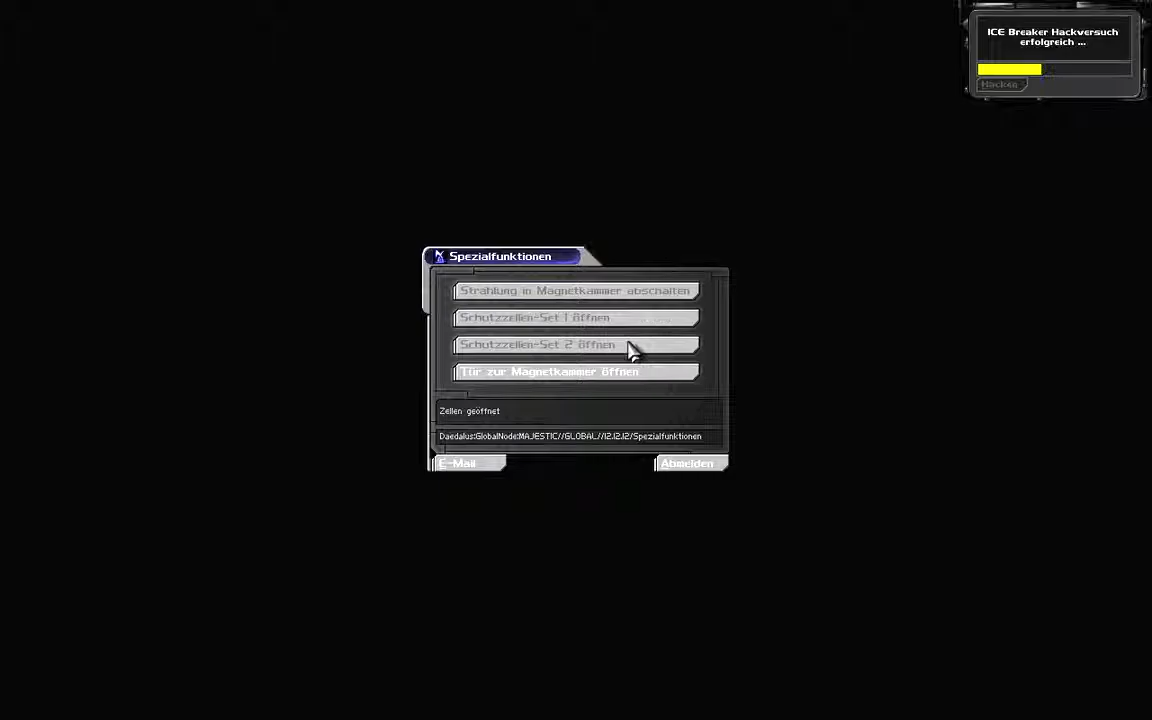 ICE Breaker Hackversuch
erfolgreich ...
Hacken
Spezialfunktionen
Strahlung in Magnetkammer abschalten
Schutzzellen-Set 1 öffnen
Schutzzellen-Set 2 öffnen
Tür zur Magnetkammer öffnen
Zellen geöffnet
Daedalus:GlobalNode:MAJESTIC//GLOBAL//12.12.12/Spezialfunktionen
E-Mail
Abmelden